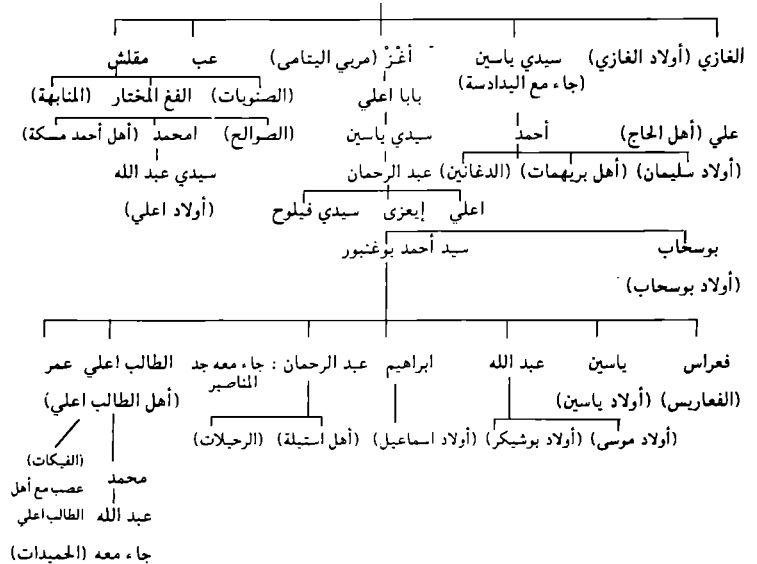 الغازي (أولاد الغازي) سيدي ياسين أغْزْ (مربي اليتامى) عب مقلش
(جاء مع اليدادسة)
بابا اعلي (الصنوبات) الفغ المختار (المنابهة)
علي (أهل الحاج) أحمد سيدي ياسين (الصوالح) امحمد (أهل أحمد مسكة)
(أولاد سليمان) (أهل بريهمات) (الدغانين) عبد الرحمان سيدي عبد الله
اعلي إيعزى سيدي فيلوح (أولاد اعلي)
بوسحاب سيد أحمد بوغنبور
(أولاد بوسحاب)
فعراس ياسين عبد الله ابراهيم عبد الرحمان : جاء معه جد الطالب اعلي عمر
المناصير
(الفعاريس) (أولاد ياسين) (أهل الطالب اعلي)
(أولاد موسى) (أولاد بوشيكر) (أولاد اسماعيل) (أهل استيلة) (الرحيلات)
(الفيكات)
محمد عصب مع أهل
عبد الله الطالب اعلي
جاء معه (الحميدات)